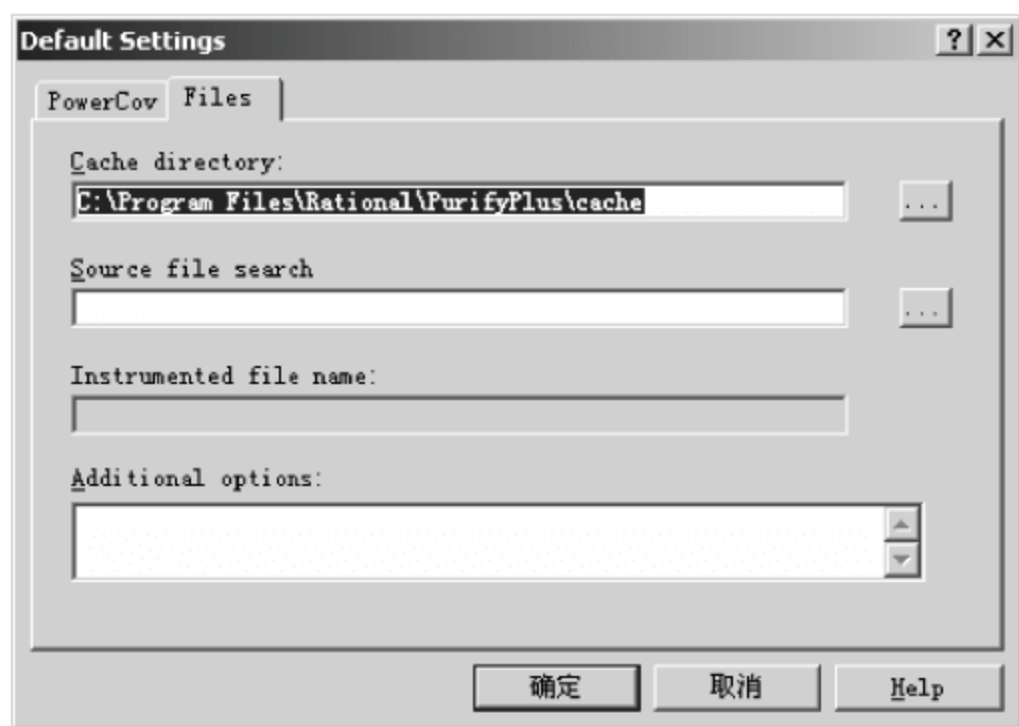 Default Settings ? ×
PowerCov Files
Cache directory:
C:\Program Files\Rational\PurifyPlus\cache ...
Source file search
...
Instrumented file name:
Additional options:
确定 取消 Help